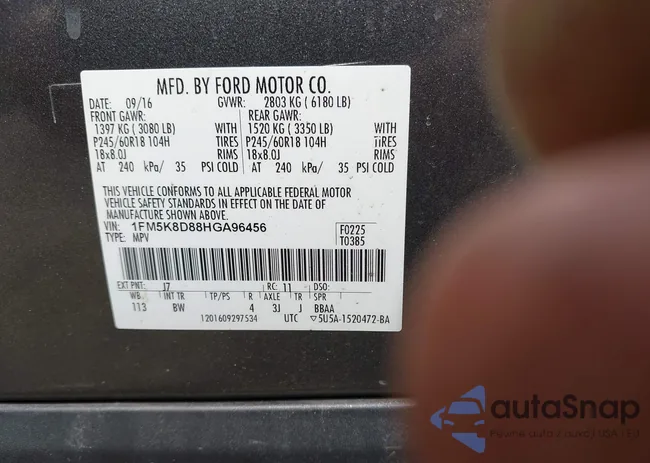 MFD. BY FORD MOTOR CO.
DATE: 09/16 GVWR: 2803 KG ( 6180 LB)
FRONT GAWR: REAR GAWR:
1397 KG ( 3080 LB) WITH 1520 KG ( 3350 LB) WITH
P245/60R18 104H TIRES P245/60R18 104H TIRES
18x8.0J RIMS 18x8.0J RIMS
AT 240 kPa/ 35 PSI COLD AT 240 kPa/ 35 PSI COLD
THIS VEHICLE CONFORMS TO ALL APPLICABLE FEDERAL MOTOR
VEHICLE SAFETY STANDARDS IN EFFECT ON THE DATE OF
MANUFACTURE SHOWN ABOVE.
VIN: 1FM5K8D88HGA96456 F0225
TYPE: MPV T0385
EXT PNT: J7 RC: 11 DSO:
WB INT TR TP/PS R AXLE TR SPR
113 BW 4 3J J BBAA
1201609297534 UTC ▽5U5A-1520472-BA
autaSnap